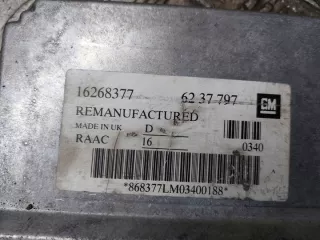 16268377 62 37 797
GM
REMANUFACTURED
MADE IN UK D
RAAC 16 0340
*868377LM03400188*